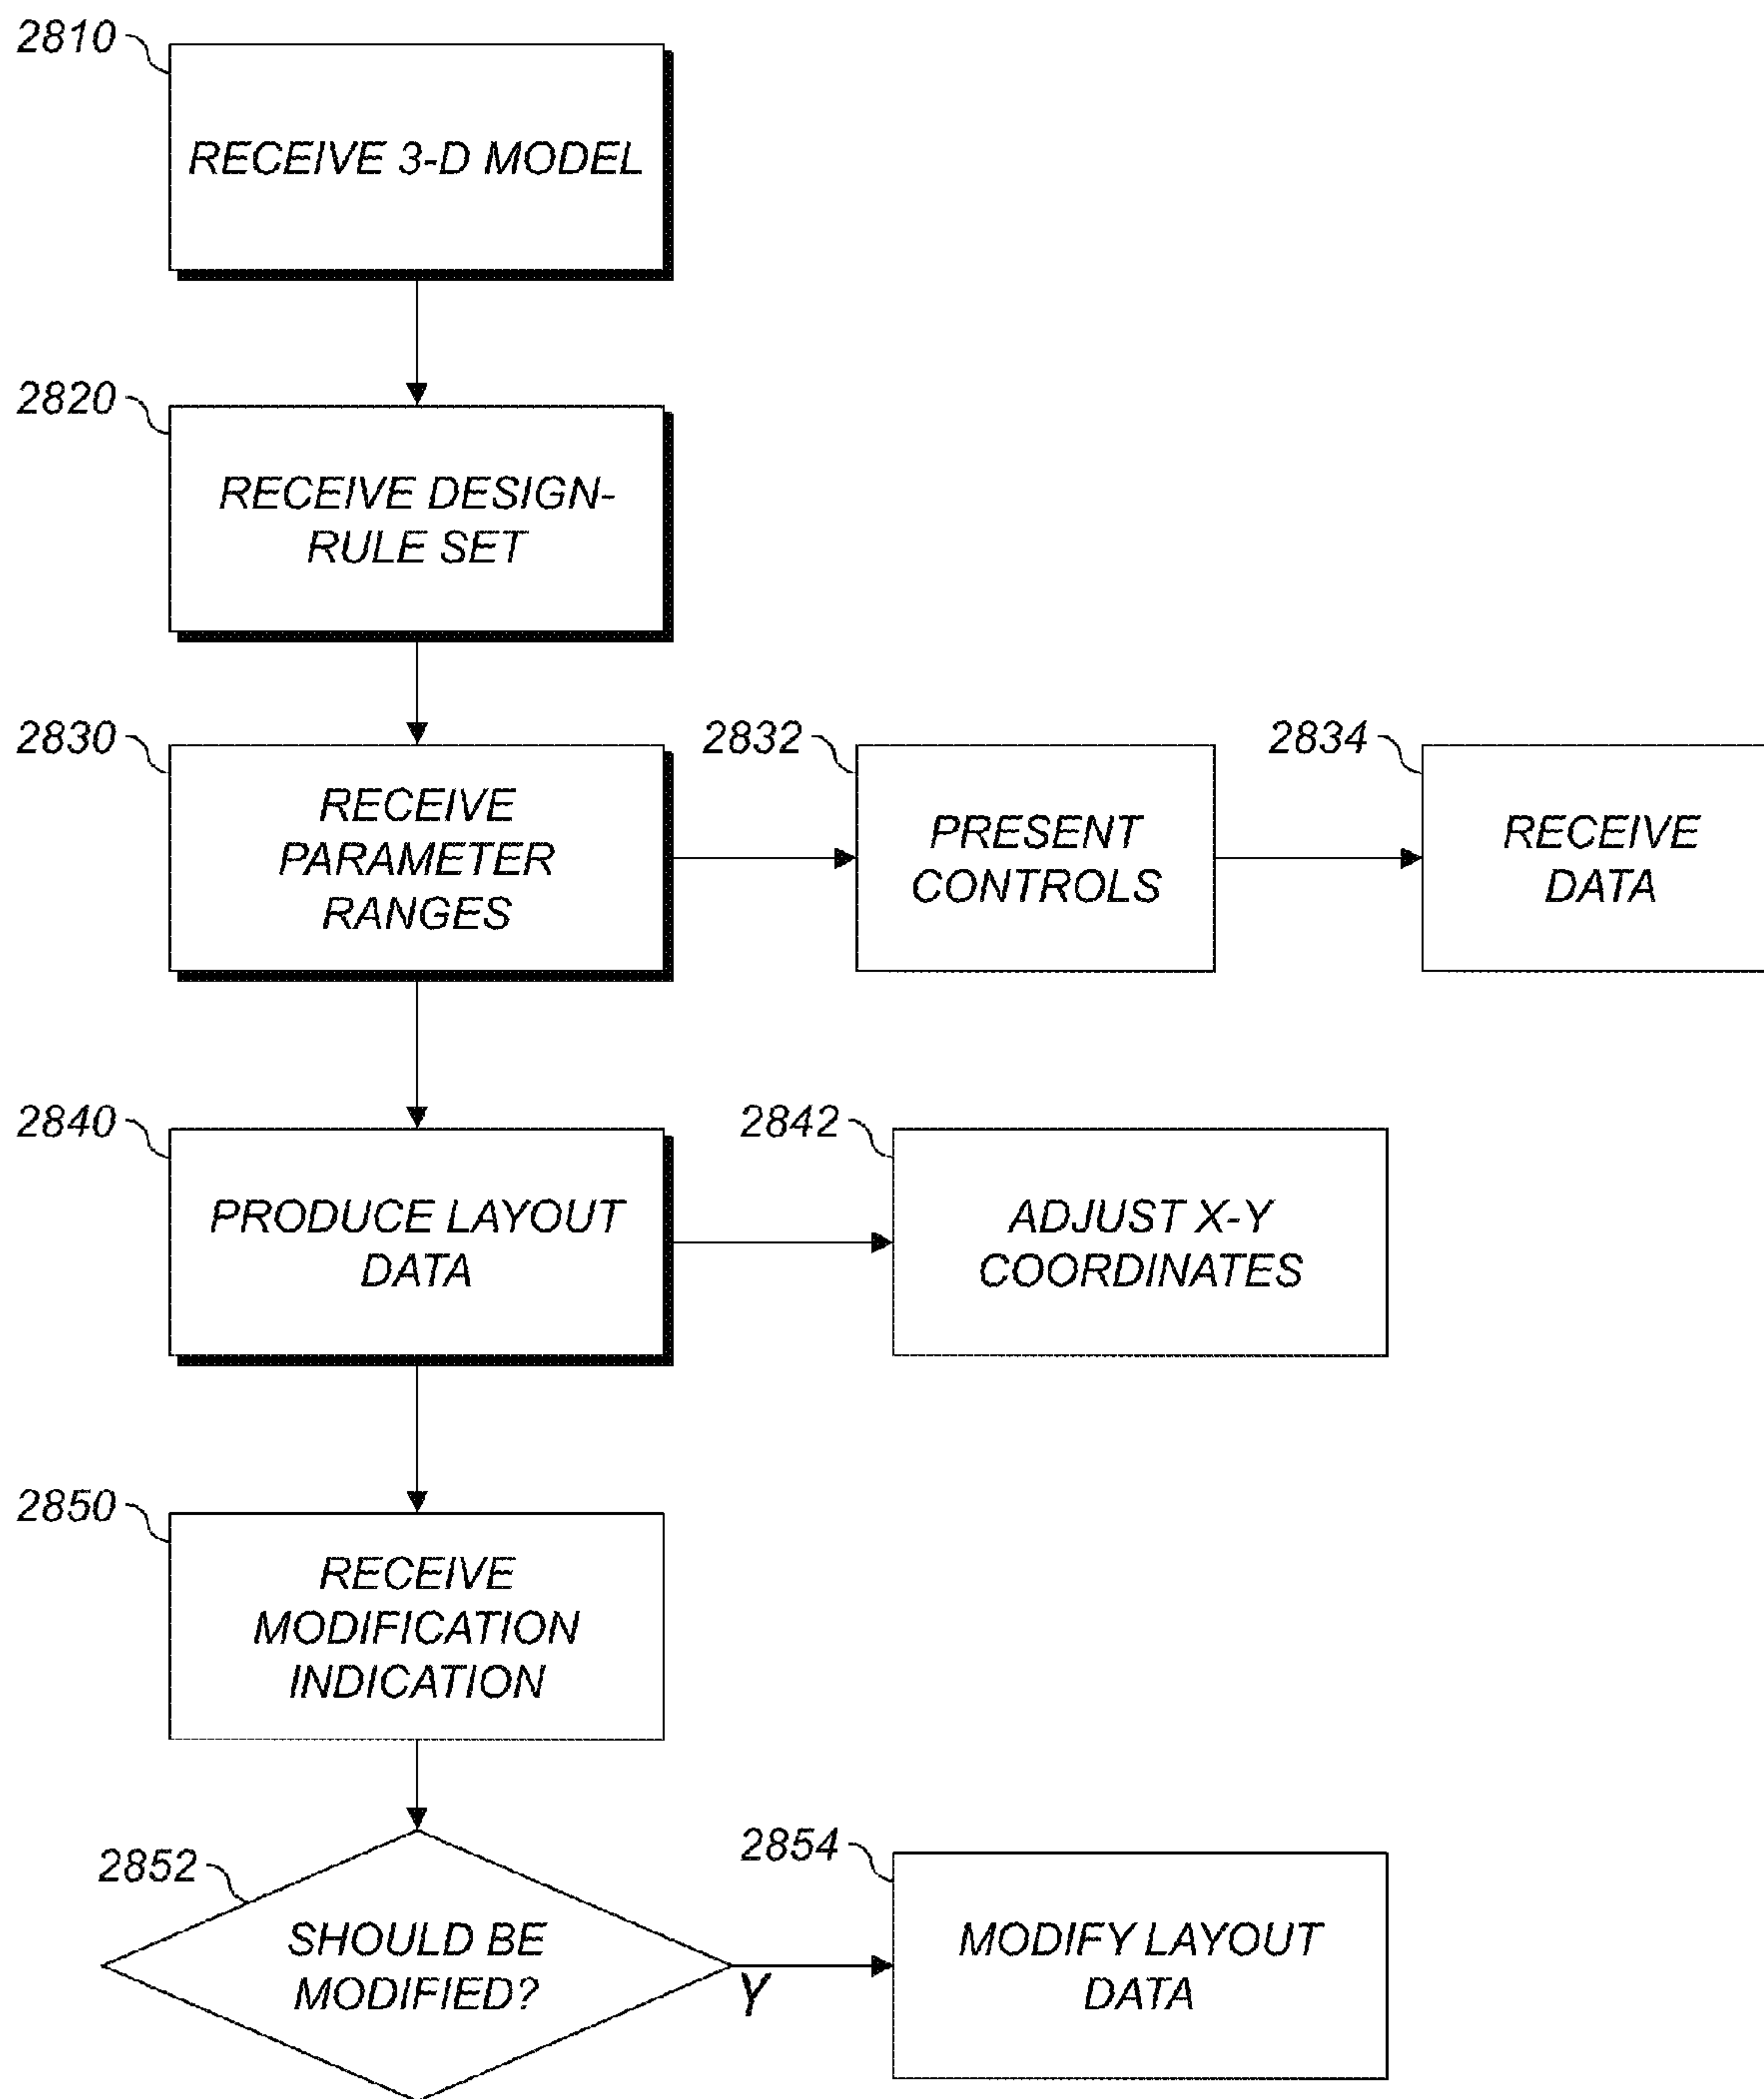 2810
RECEIVE 3-D MODEL
2820
RECEIVE DESIGN-
RULE SET
2830
RECEIVE
PARAMETER
RANGES
2832
PRESENT
CONTROLS
2834
RECEIVE
DATA
2840
PRODUCE LAYOUT
DATA
2842
ADJUST X-Y
COORDINATES
2850
RECEIVE
MODIFICATION
INDICATION
2852
SHOULD BE
MODIFIED?
Y
2854
MODIFY LAYOUT
DATA